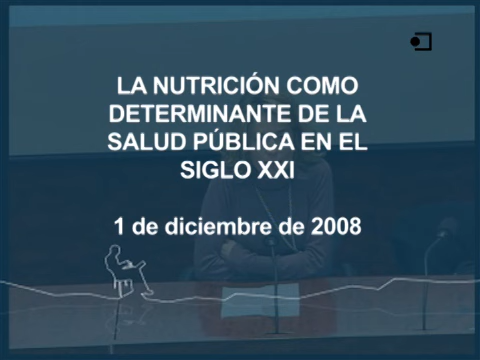 LA NUTRICIÓN COMO
DETERMINANTE DE LA
SALUD PÚBLICA EN EL
SIGLO XXI
1 de diciembre de 2008